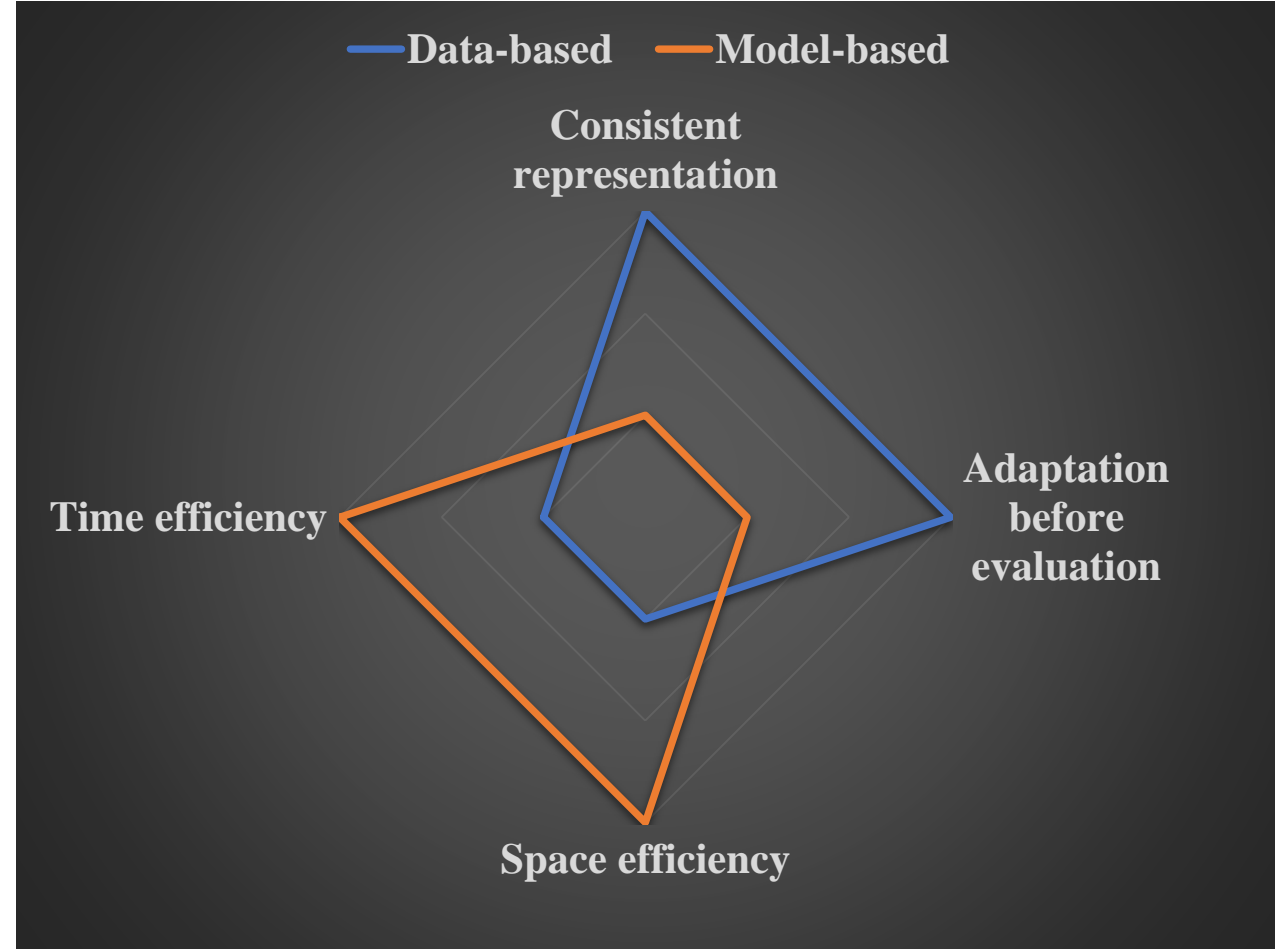 Data-based Model-based
Consistent
representation
Adaptation
before
evaluation
Time efficiency
Space efficiency